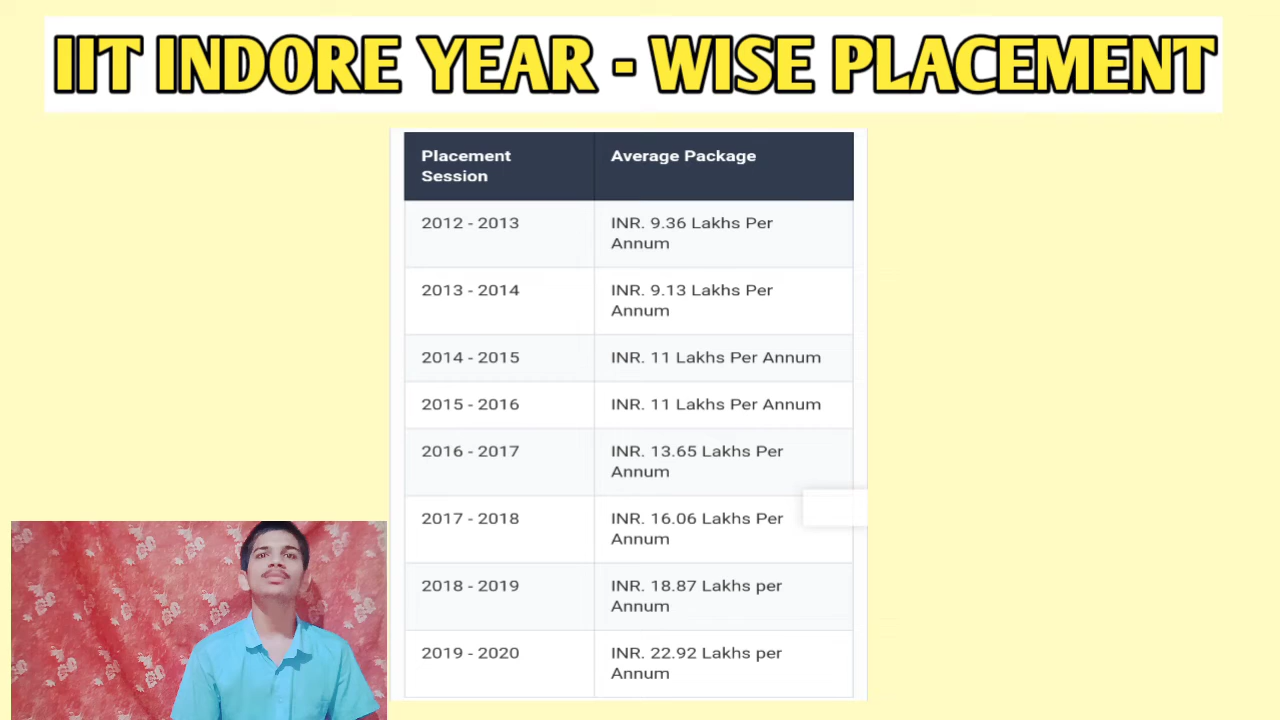 IIT INDORE YEAR - WISE PLACEMENT
Placement Session
Average Package
2012 - 2013
INR. 9.36 Lakhs Per
Annum
2013 - 2014
INR. 9.13 Lakhs Per
Annum
2014 - 2015
INR. 11 Lakhs Per Annum
2015 - 2016
INR. 11 Lakhs Per Annum
2016 - 2017
INR. 13.65 Lakhs Per
Annum
2017 - 2018
INR. 16.06 Lakhs Per
Annum
2018 - 2019
INR. 18.87 Lakhs per
Annum
2019 - 2020
INR. 22.92 Lakhs per
Annum